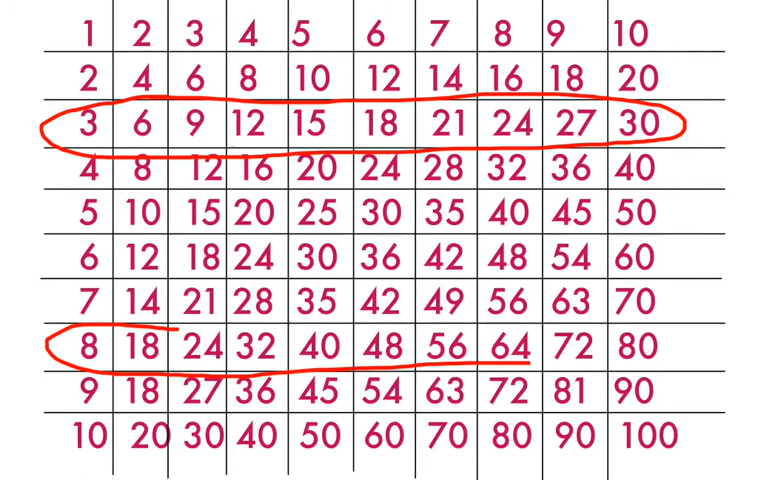 1 2 3 4 5 6 7 8 9 10
2 4 6 8 10 12 14 16 18 20
3 6 9 12 15 18 21 24 27 30
4 8 12 16 20 24 28 32 36 40
5 10 15 20 25 30 35 40 45 50
6 12 18 24 30 36 42 48 54 60
7 14 21 28 35 42 49 56 63 70
8 18 24 32 40 48 56 64 72 80
9 18 27 36 45 54 63 72 81 90
10 20 30 40 50 60 70 80 90 100